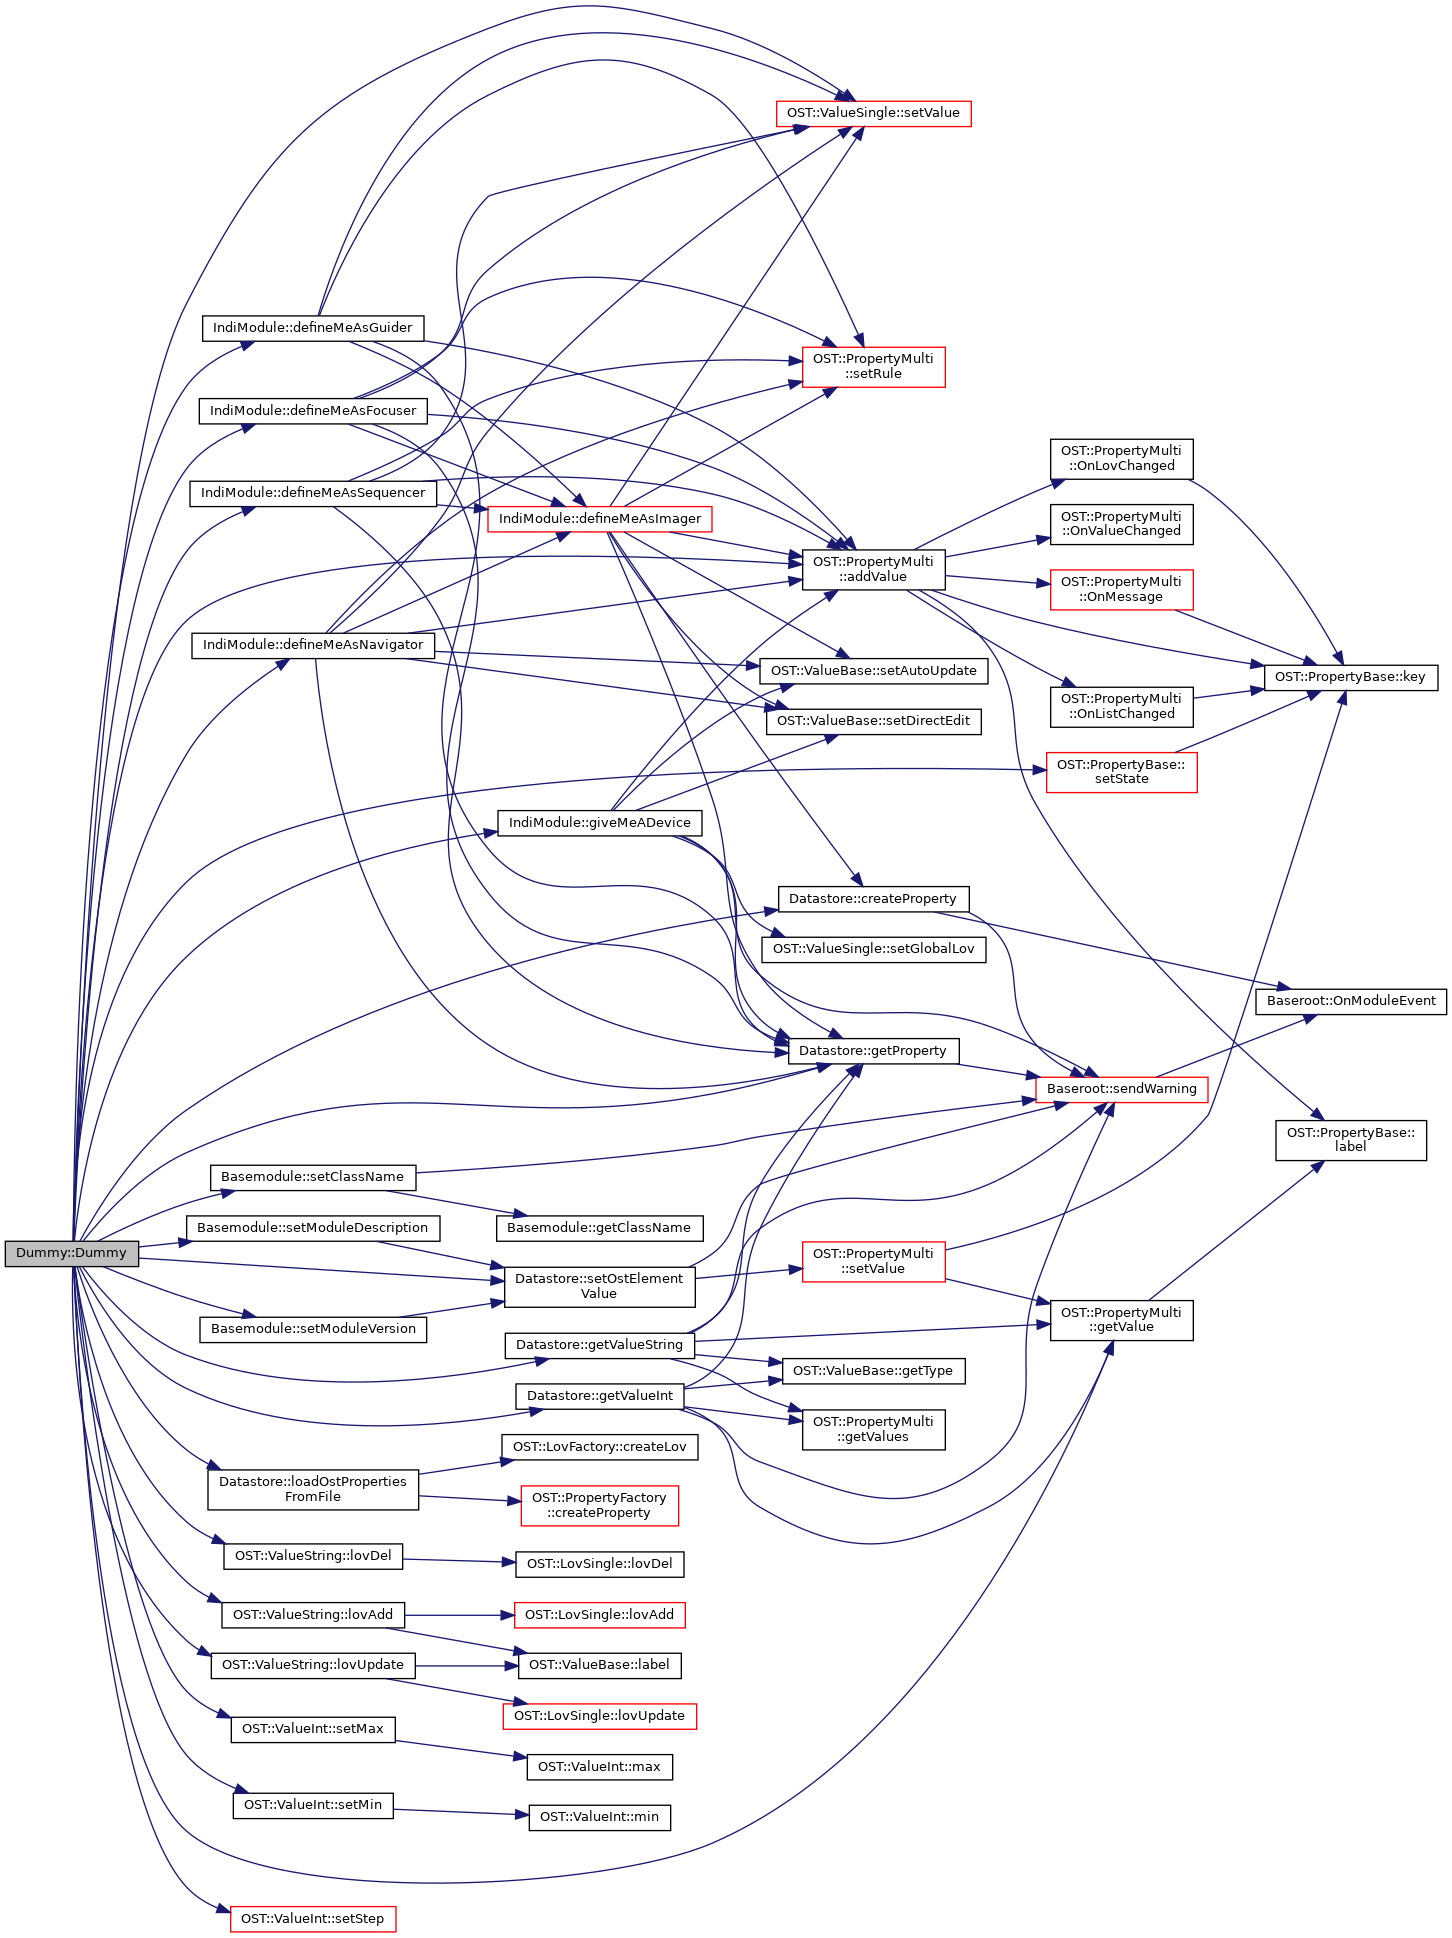 OST::ValueSingle::setValue
IndiModule::defineMeAsGuider
OST::PropertyMulti
::setRule
IndiModule::defineMeAsFocuser
OST::PropertyMulti
::OnLovChanged
IndiModule::defineMeAsSequencer
IndiModule::defineMeAsImager
OST::PropertyMulti
::OnValueChanged
OST::PropertyMulti
::addValue
OST::PropertyMulti
::OnMessage
IndiModule::defineMeAsNavigator
OST::ValueBase::setAutoUpdate
OST::PropertyBase::key
OST::PropertyMulti
::OnListChanged
OST::ValueBase::setDirectEdit
OST::PropertyBase::
setState
IndiModule::giveMeADevice
Datastore::createProperty
OST::ValueSingle::setGlobalLov
Baseroot::OnModuleEvent
Datastore::getProperty
Baseroot::sendWarning
OST::PropertyBase::
label
Basemodule::setClassName
Basemodule::setModuleDescription
Basemodule::getClassName
Dummy::Dummy
OST::PropertyMulti
::setValue
Datastore::setOstElement
Value
Basemodule::setModuleVersion
OST::PropertyMulti
::getValue
Datastore::getValueString
OST::ValueBase::getType
Datastore::getValueInt
OST::PropertyMulti
::getValues
OST::LovFactory::createLov
Datastore::loadOstProperties
FromFile
OST::PropertyFactory
::createProperty
OST::ValueString::lovDel
OST::LovSingle::lovDel
OST::ValueString::lovAdd
OST::LovSingle::lovAdd
OST::ValueString::lovUpdate
OST::ValueBase::label
OST::LovSingle::lovUpdate
OST::ValueInt::setMax
OST::ValueInt::max
OST::ValueInt::setMin
OST::ValueInt::min
OST::ValueInt::setStep